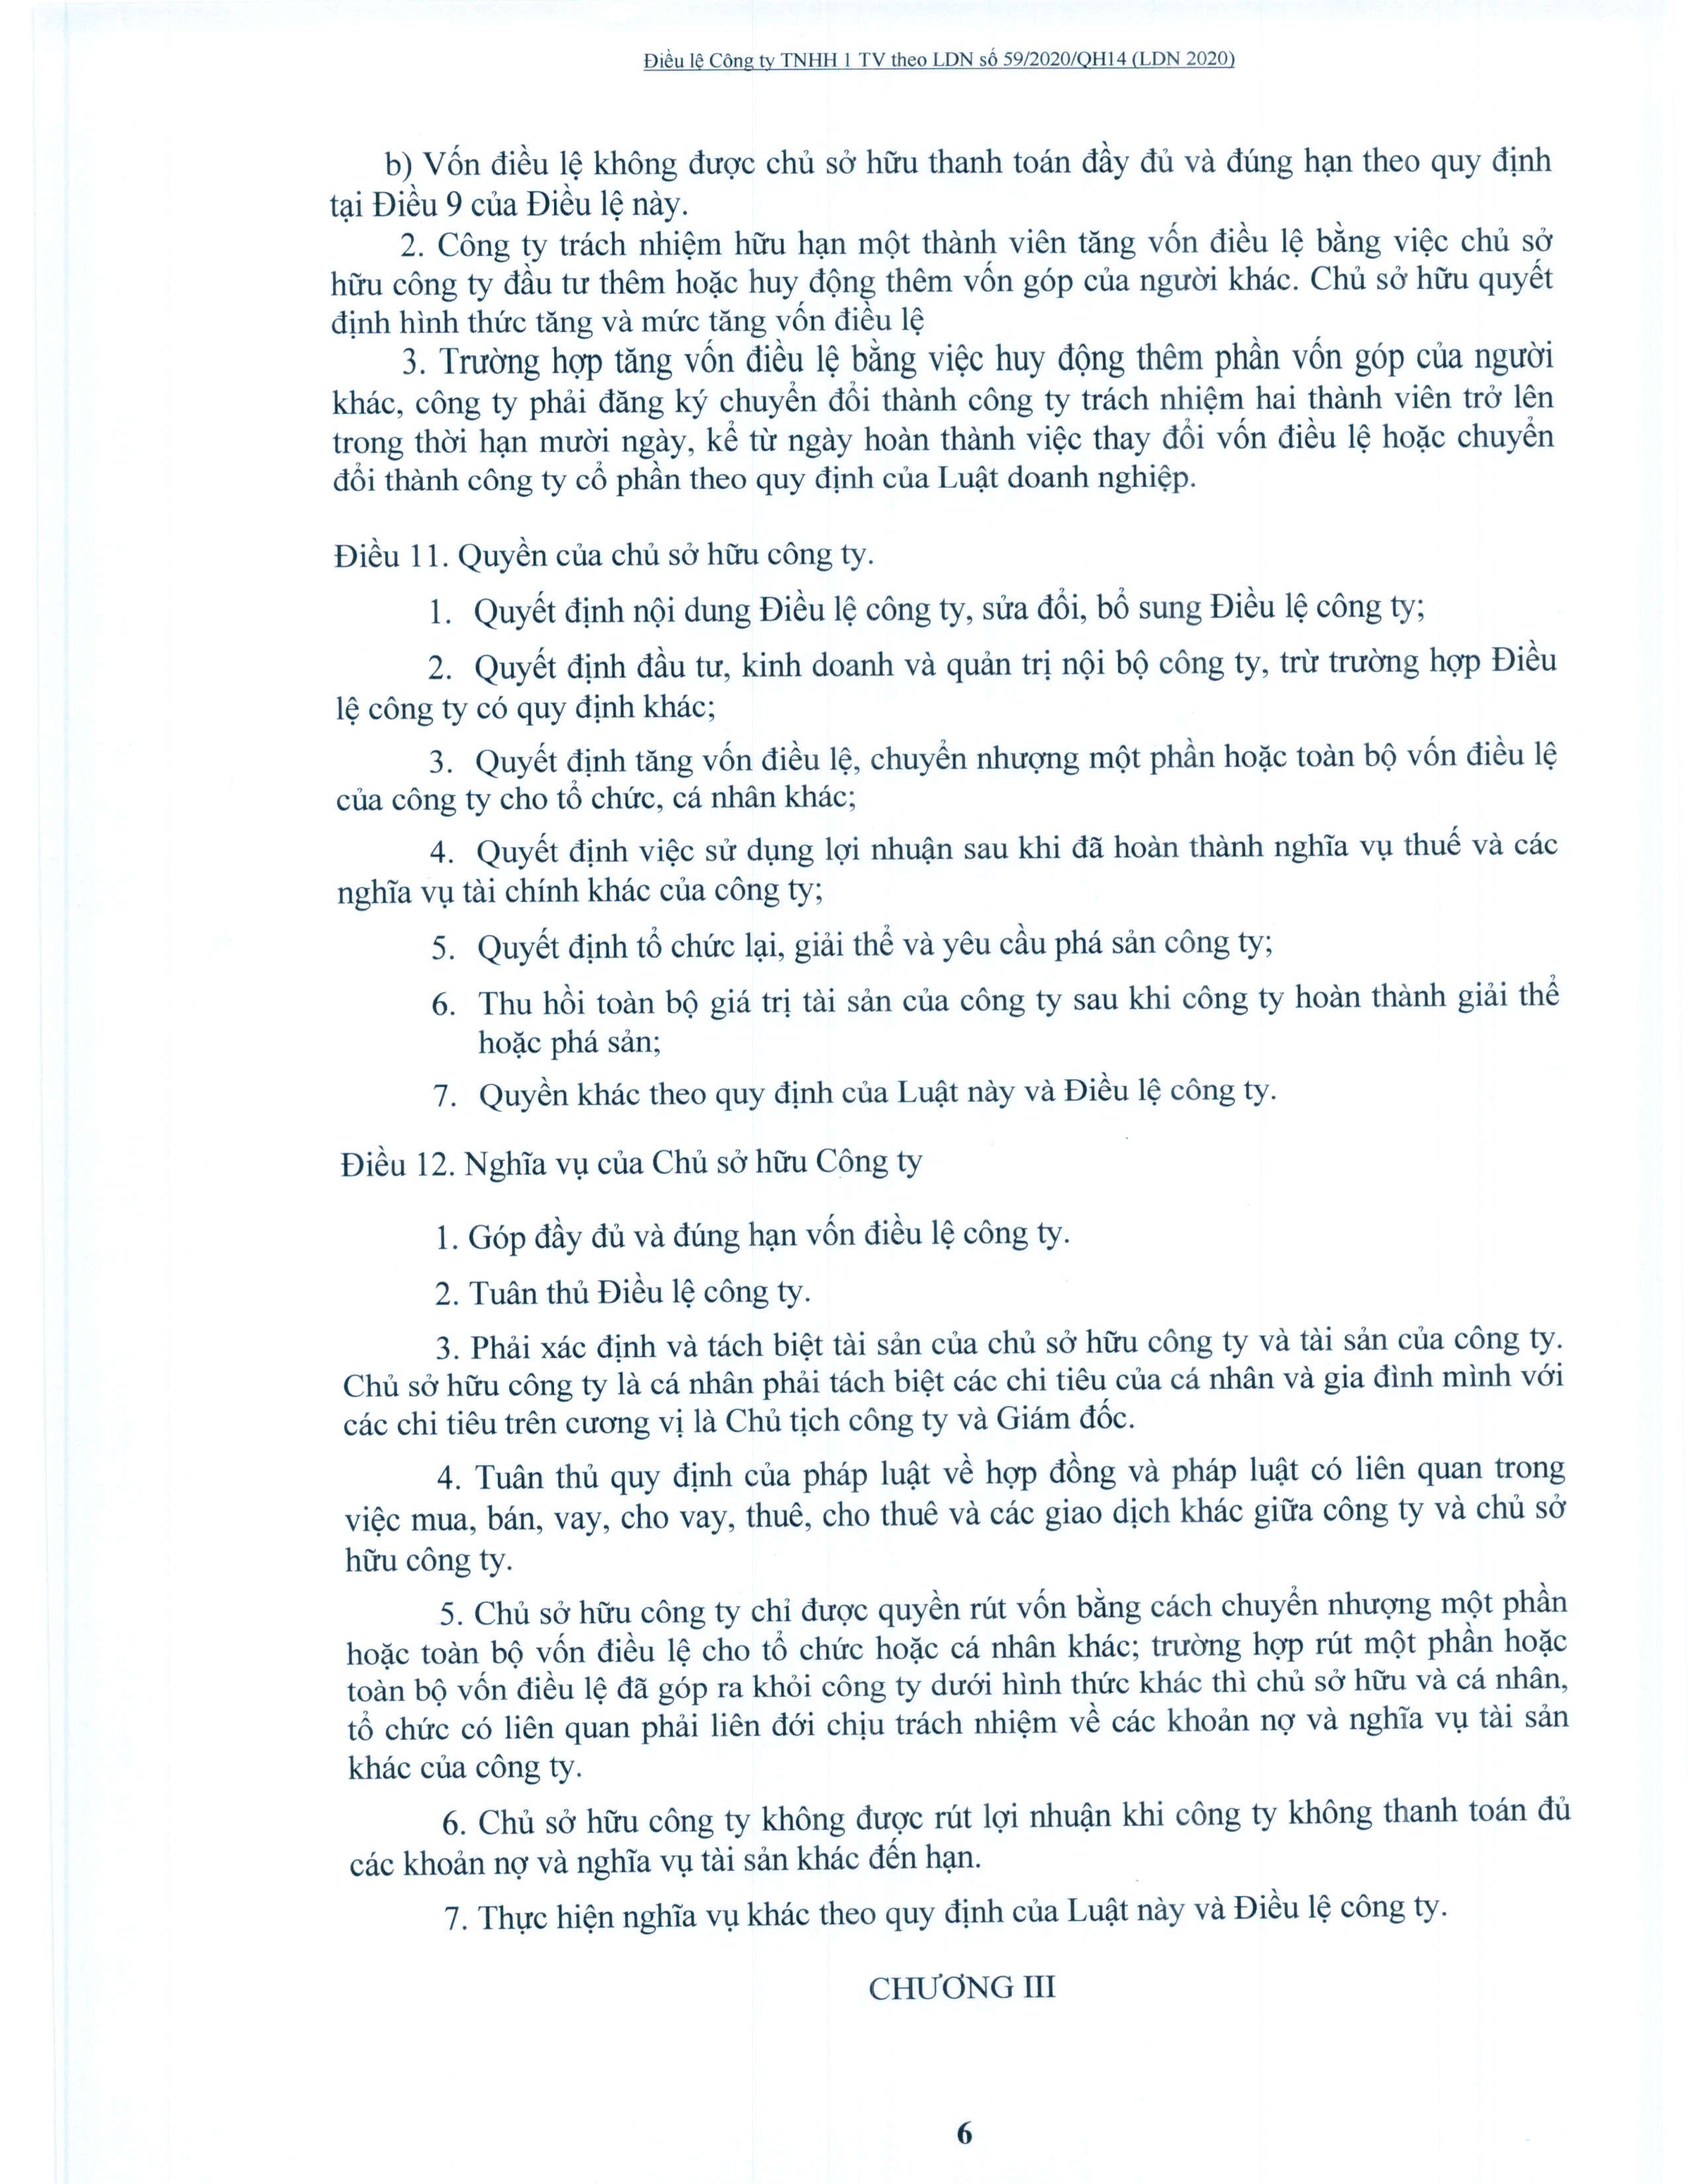 Điều lệ Công ty TNHH 1 TV theo LDN số 59/2020/QH14 (LDN 2020)
b) Vốn điều lệ không được chủ sở hữu thanh toán đầy đủ và đúng hạn theo quy định
tại Điều 9 của Điều lệ này.
2. Công ty trách nhiệm hữu hạn một thành viên tăng vốn điều lệ bằng việc chủ sở
hữu công ty đầu tư thêm hoặc huy động thêm vốn góp của người khác. Chủ sở hữu quyết
định hình thức tăng và mức tăng vốn điều lệ
3. Trường hợp tăng vốn điều lệ bằng việc huy động thêm phần vốn góp của người
khác, công ty phải đăng ký chuyển đổi thành công ty trách nhiệm hai thành viên trở lên
trong thời hạn mười ngày, kể từ ngày hoàn thành việc thay đổi vốn điều lệ hoặc chuyển
đổi thành công ty cổ phần theo quy định của Luật doanh nghiệp.
Điều 11. Quyền của chủ sở hữu công ty.
1. Quyết định nội dung Điều lệ công ty, sửa đổi, bổ sung Điều lệ công ty;
2. Quyết định đầu tư, kinh doanh và quản trị nội bộ công ty, trừ trường hợp Điều
lệ công ty có quy định khác;
3. Quyết định tăng vốn điều lệ, chuyển nhượng một phần hoặc toàn bộ vốn điều lệ
của công ty cho tổ chức, cá nhân khác;
4. Quyết định việc sử dụng lợi nhuận sau khi đã hoàn thành nghĩa vụ thuế và các
nghĩa vụ tài chính khác của công ty;
5. Quyết định tổ chức lại, giải thể và yêu cầu phá sản công ty;
6. Thu hồi toàn bộ giá trị tài sản của công ty sau khi công ty hoàn thành giải thể
hoặc phá sản;
7. Quyền khác theo quy định của Luật này và Điều lệ công ty.
Điều 12. Nghĩa vụ của Chủ sở hữu Công ty
1. Góp đầy đủ và đúng hạn vốn điều lệ công ty.
2. Tuân thủ Điều lệ công ty.
3. Phải xác định và tách biệt tài sản của chủ sở hữu công ty và tài sản của công ty.
Chủ sở hữu công ty là cá nhân phải tách biệt các chi tiêu của cá nhân và gia đình mình với
các chi tiêu trên cương vị là Chủ tịch công ty và Giám đốc.
4. Tuân thủ quy định của pháp luật về hợp đồng và pháp luật có liên quan trong
việc mua, bán, vay, cho vay, thuê, cho thuê và các giao dịch khác giữa công ty và chủ sở
hữu công ty.
5. Chủ sở hữu công ty chỉ được quyền rút vốn bằng cách chuyển nhượng một phần
hoặc toàn bộ vốn điều lệ cho tổ chức hoặc cá nhân khác; trường hợp rút một phần hoặc
toàn bộ vốn điều lệ đã góp ra khỏi công ty dưới hình thức khác thì chủ sở hữu và cá nhân,
tổ chức có liên quan phải liên đới chịu trách nhiệm về các khoản nợ và nghĩa vụ tài sản
khác của công ty.
6. Chủ sở hữu công ty không được rút lợi nhuận khi công ty không thanh toán đủ
các khoản nợ và nghĩa vụ tài sản khác đến hạn.
7. Thực hiện nghĩa vụ khác theo quy định của Luật này và Điều lệ công ty.
CHƯƠNG III
6